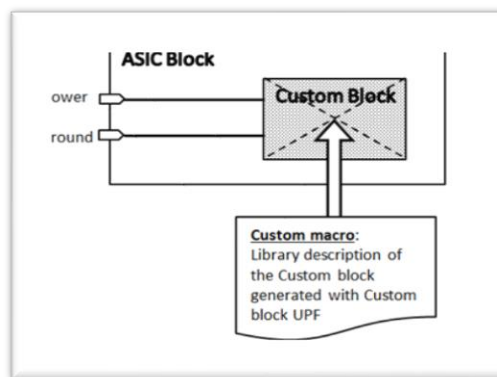 ASIC Block
ower
Custom Block
round
Custom macro:
Library description of
the Custom block
generated with Custom
block UPF